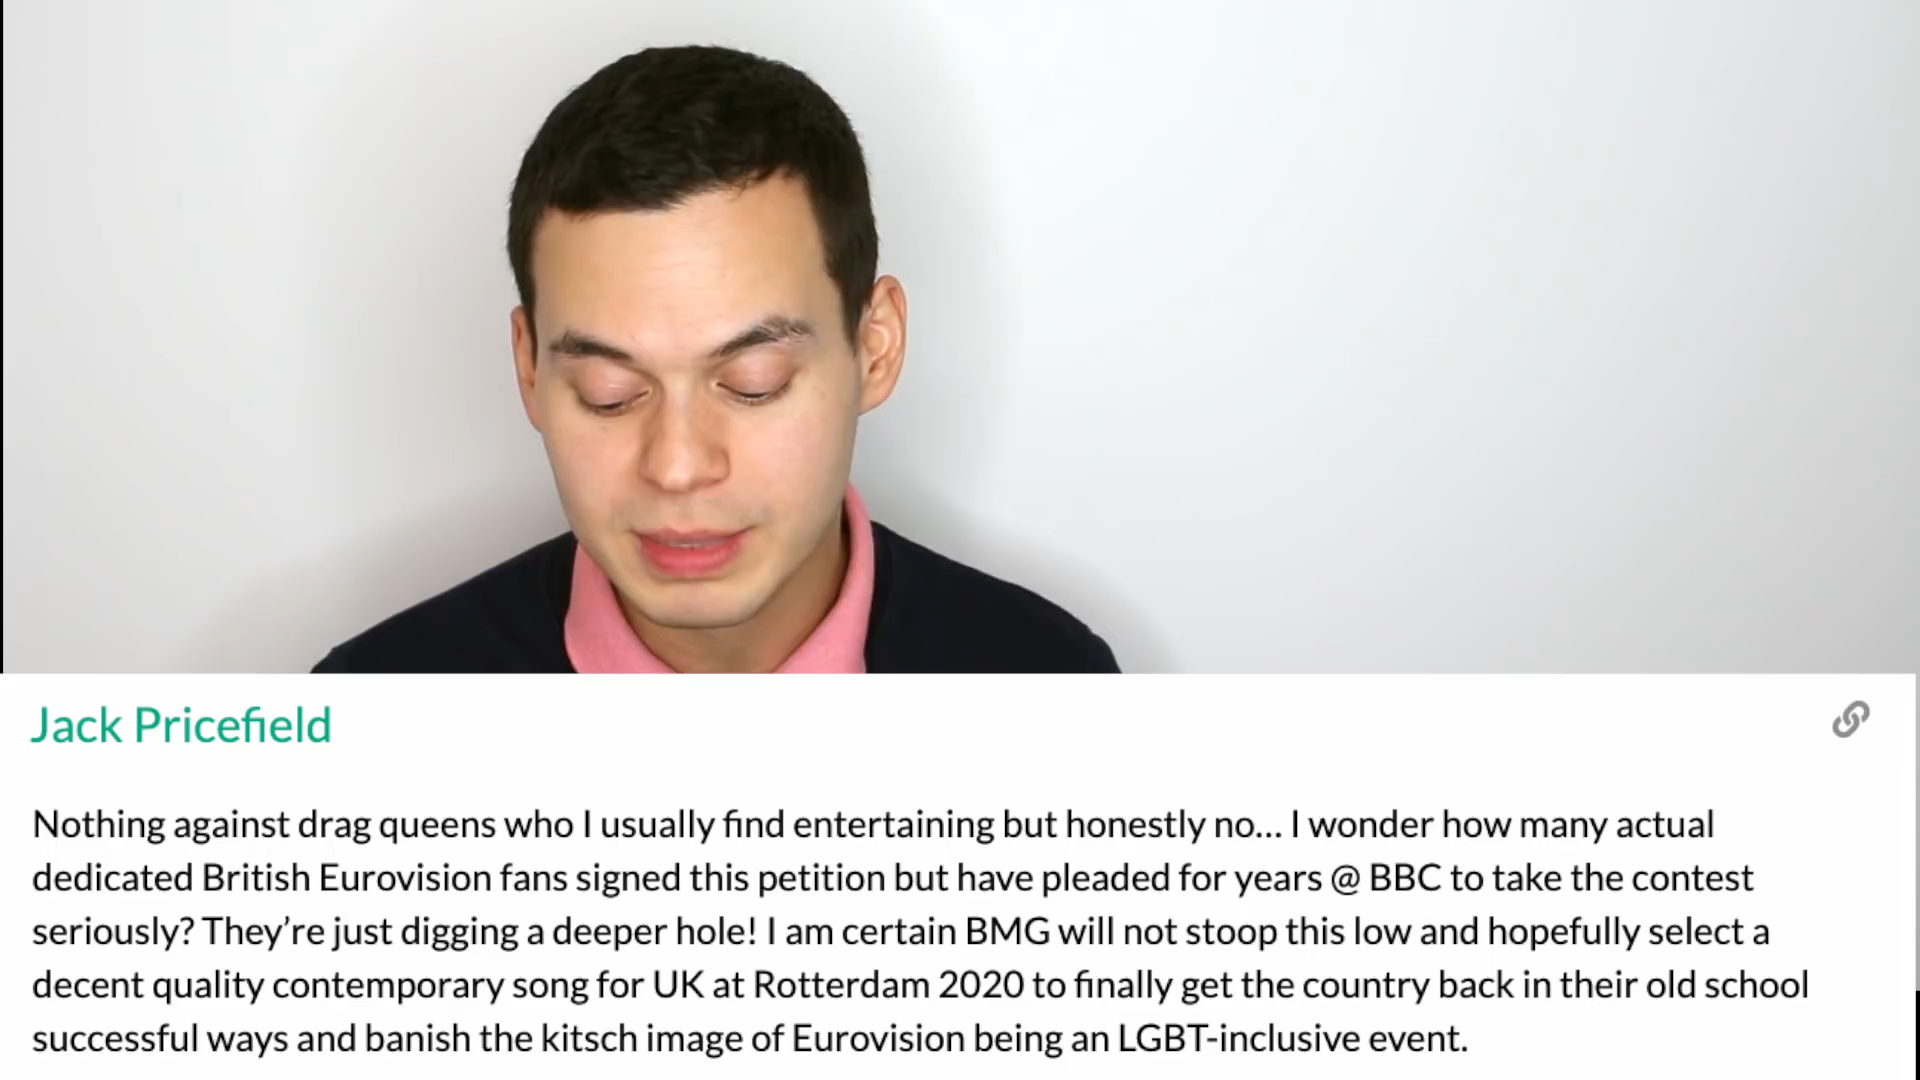 Jack Pricefield
Nothing against drag queens who I usually find entertaining but honestly no... I wonder how many actual
dedicated British Eurovision fans signed this petition but have pleaded for years @ BBC to take the contest
seriously? They’re just digging a deeper hole! I am certain BMG will not stoop this low and hopefully select a
decent quality contemporary song for UK at Rotterdam 2020 to finally get the country back in their old school
successful ways and banish the kitsch image of Eurovision being an LGBT-inclusive event.